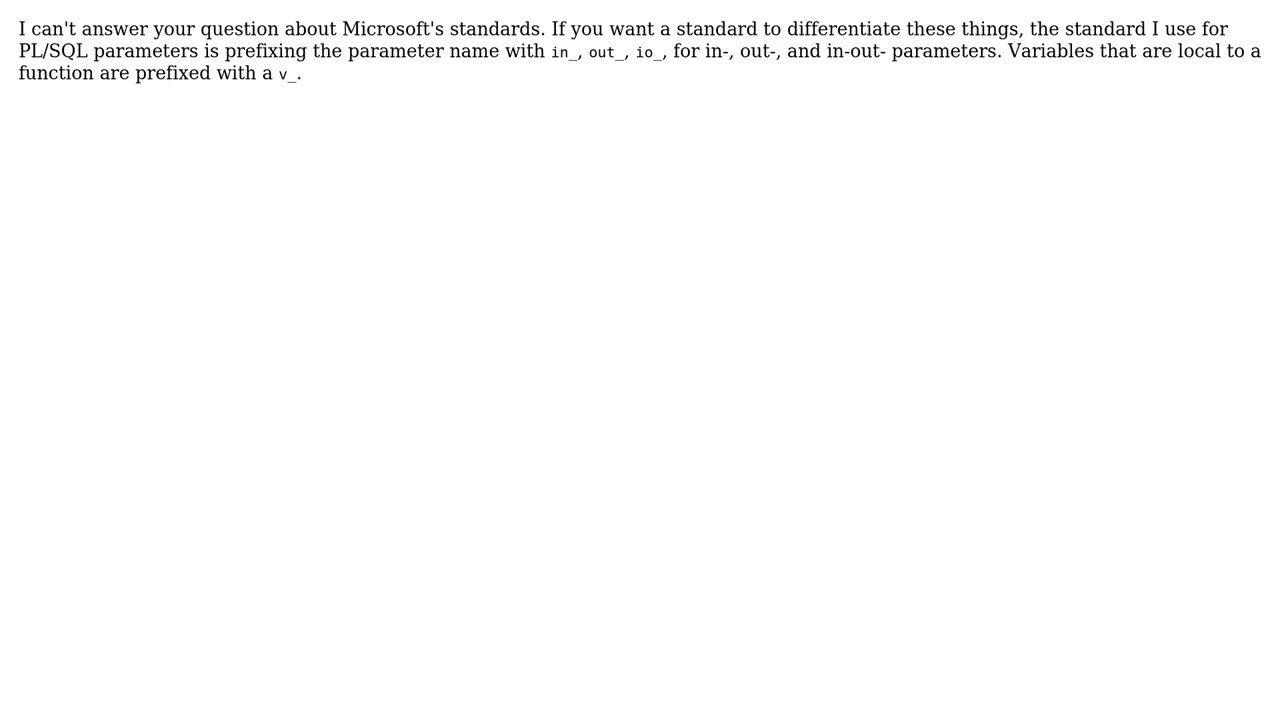 I can't answer your question about Microsoft's standards. If you want a standard to differentiate these things, the standard I use for
PL/SQL parameters is prefixing the parameter name with in_, out_, io_, for in-, out-, and in-out- parameters. Variables that are local to a
function are prefixed with a v_.